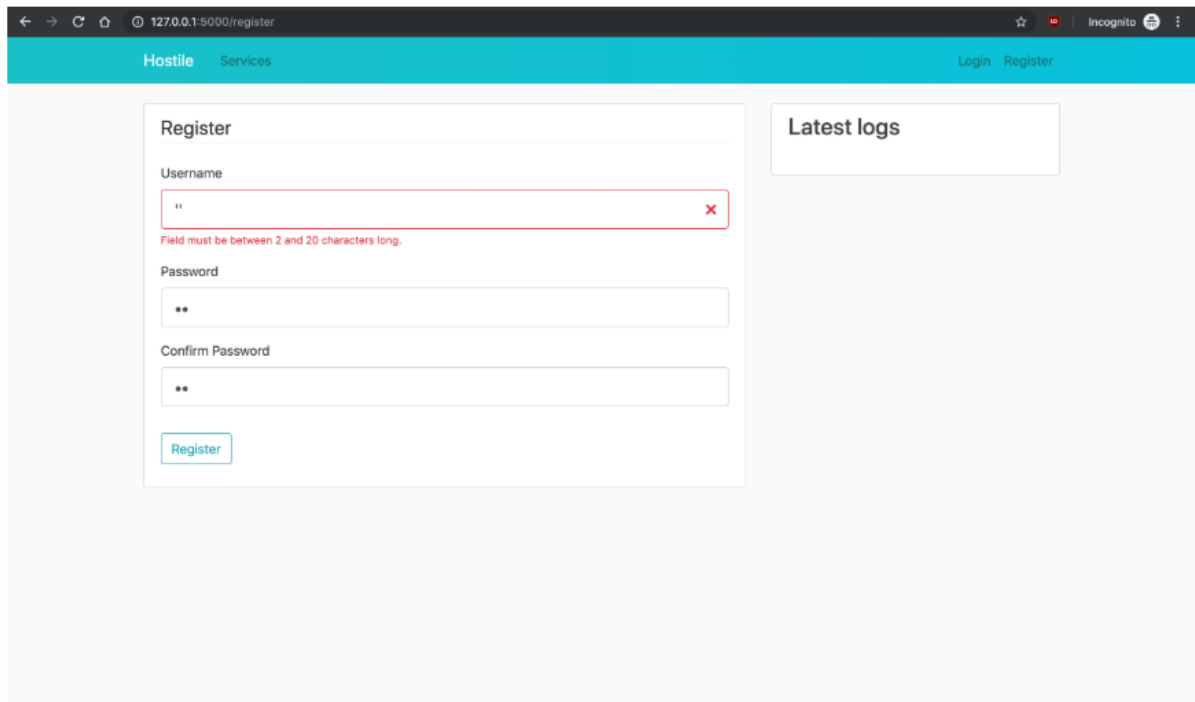 127.0.0.1:5000/register
Incognito
Hostile Services Login Register
Register
Username
"
Field must be between 2 and 20 characters long.
Password
••
Confirm Password
••
Register
Latest logs